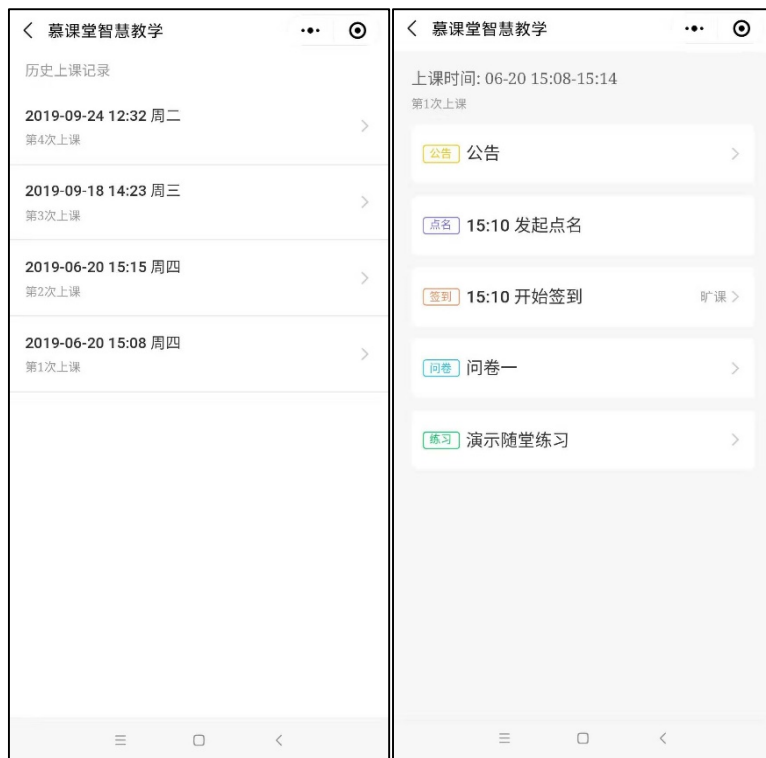 慕课堂智慧教学
历史上课记录
2019-09-24 12:32 周二
第4次上课
2019-09-18 14:23 周三
第3次上课
2019-06-20 15:15 周四
第2次上课
2019-06-20 15:08 周四
第1次上课
慕课堂智慧教学
上课时间: 06-20 15:08-15:14
第1次上课
公告 公告
点名 15:10 发起点名
签到 15:10 开始签到 旷课
问卷 问卷一
练习 演示随堂练习